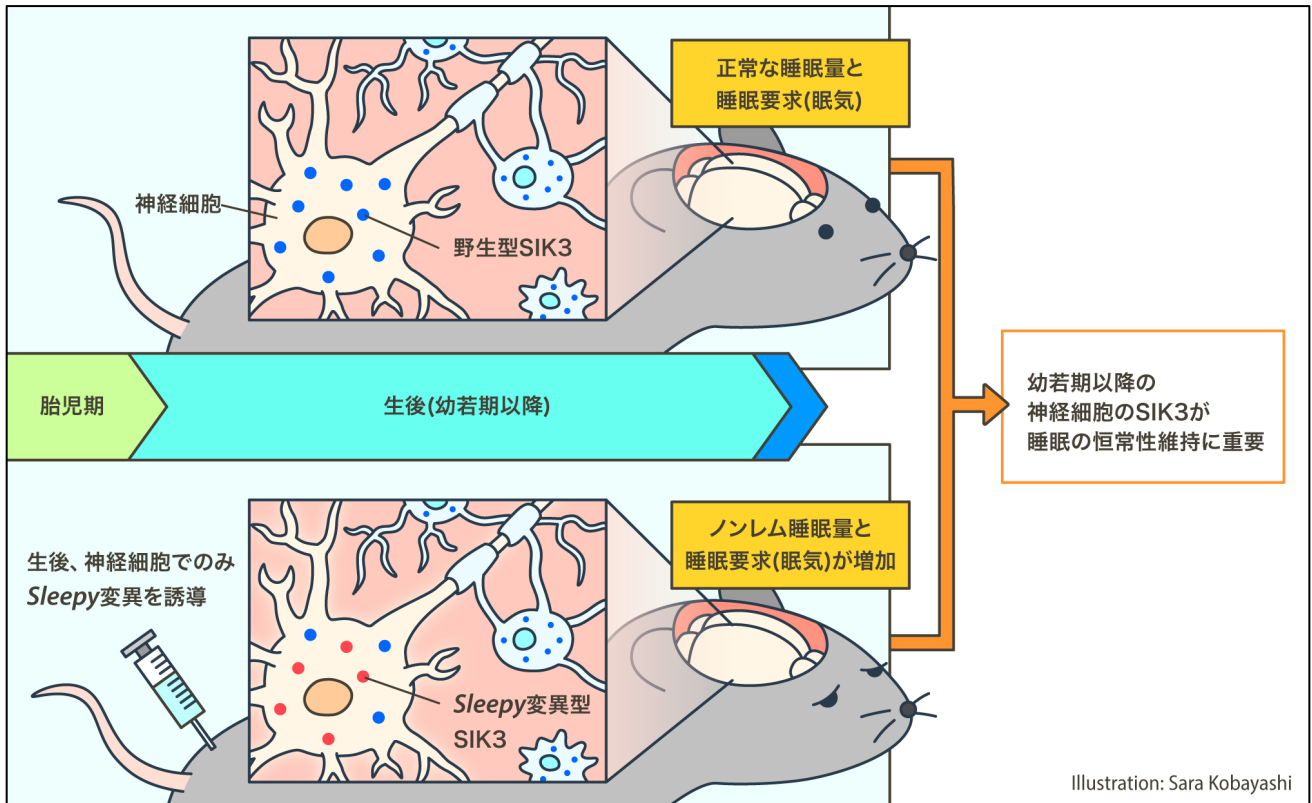 正常な睡眠量と
睡眠要求(眠気)
神経細胞
野生型SIK3
胎児期
生後(幼若期以降)
幼若期以降の
神経細胞のSIK3が
睡眠の恒常性維持に重要
生後、神経細胞でのみ
Sleepy変異を誘導
ノンレム睡眠量と
睡眠要求(眠気)が増加
Sleepy変異型
SIK3
Illustration: Sara Kobayashi